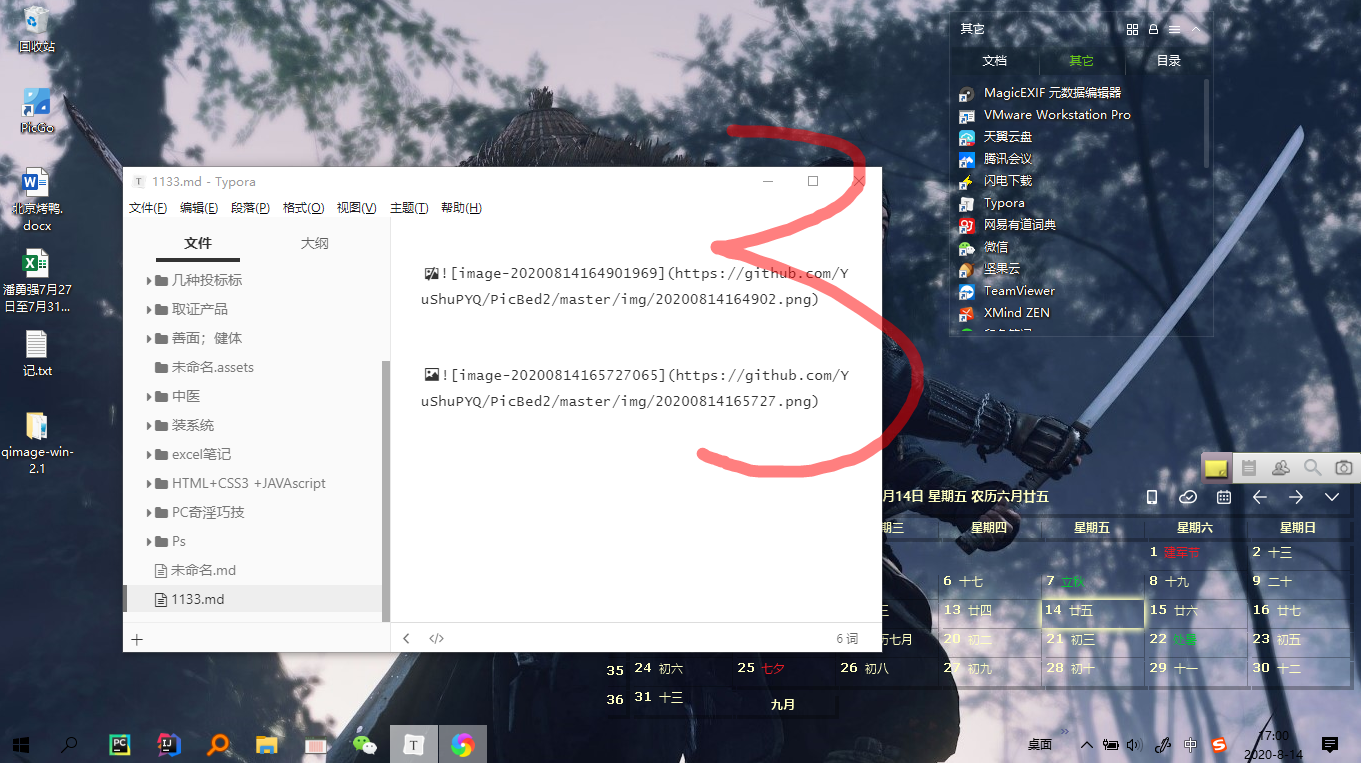 回收站
PicGo
北京烤鸭.
docx
潘勇强7月27
日至7月31...
记.txt
qimage-win-
2.1
1133.md - Typora
文件(F) 编辑(E) 段落(P) 格式(O) 视图(V) 主题(T) 帮助(H)
文件 大纲
几种投标标
取证产品
善面；健体
未命名.assets
中医
装系统
excel笔记
HTML+CSS3 +JAVAscript
PC奇淫巧技
Ps
未命名.md
1133.md
![image-20200814164901969](https://github.com/Y
uShuPYQ/PicBed2/master/img/20200814164902.png)
![image-20200814165727065](https://github.com/Y
uShuPYQ/PicBed2/master/img/20200814165727.png)
6 词
3
其它
文档 其它 目录
MagicEXIF 元数据编辑器
VMware Workstation Pro
天翼云盘
腾讯会议
闪电下载
Typora
网易有道词典
微信
坚果云
TeamViewer
XMind ZEN
月14日 星期五 农历六月廿五
期三 星期四 星期五 星期六 星期日
1 建军节 2 十三
6 十七 7 立秋 8 十九 9 二十
三 13 廿四 14 廿五 15 廿六 16 廿七
历七月 20 初二 21 初三 22 处暑 23 初五
35 24 初六 25 七夕 26 初八 27 初九 28 初十 29 十一 30 十二
36 31 十三
九月
PC IJ T
桌面 中 S 17:00
2020-8-14